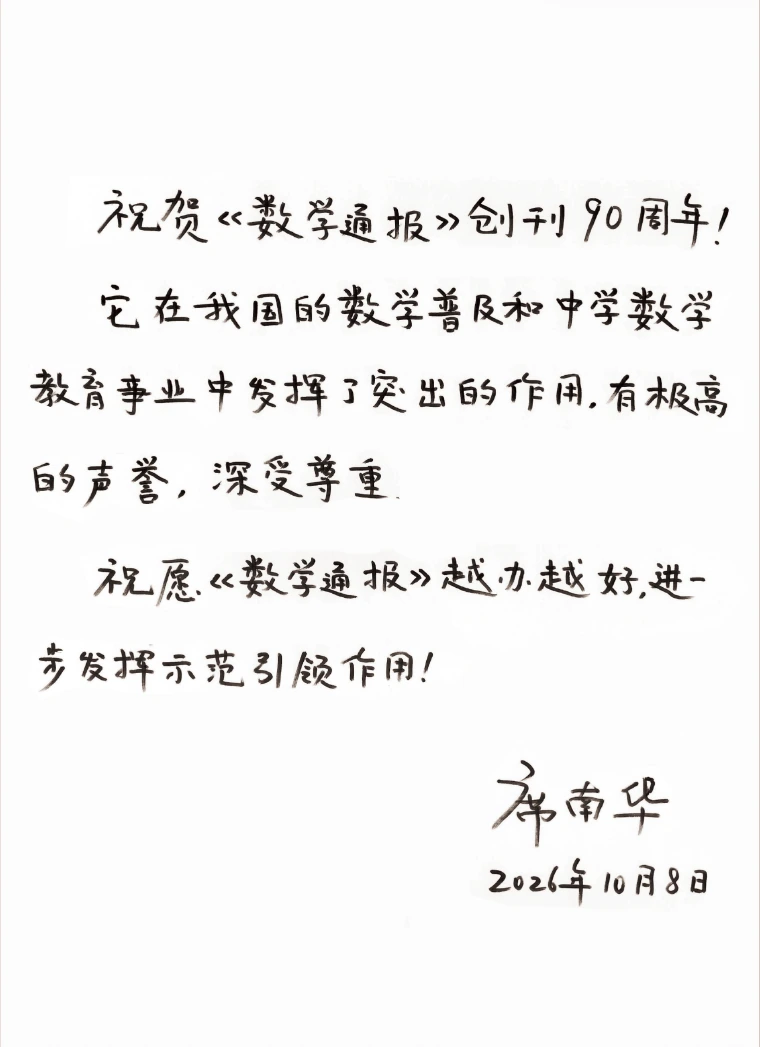 祝贺《数学通报》创刊90周年！
它在我国的数学普及和中学数学
教育事业中发挥了突出的作用，有极高
的声誉，深受尊重.
祝愿《数学通报》越办越好，进一
步发挥示范引领作用！
席南华
2026年10月8日